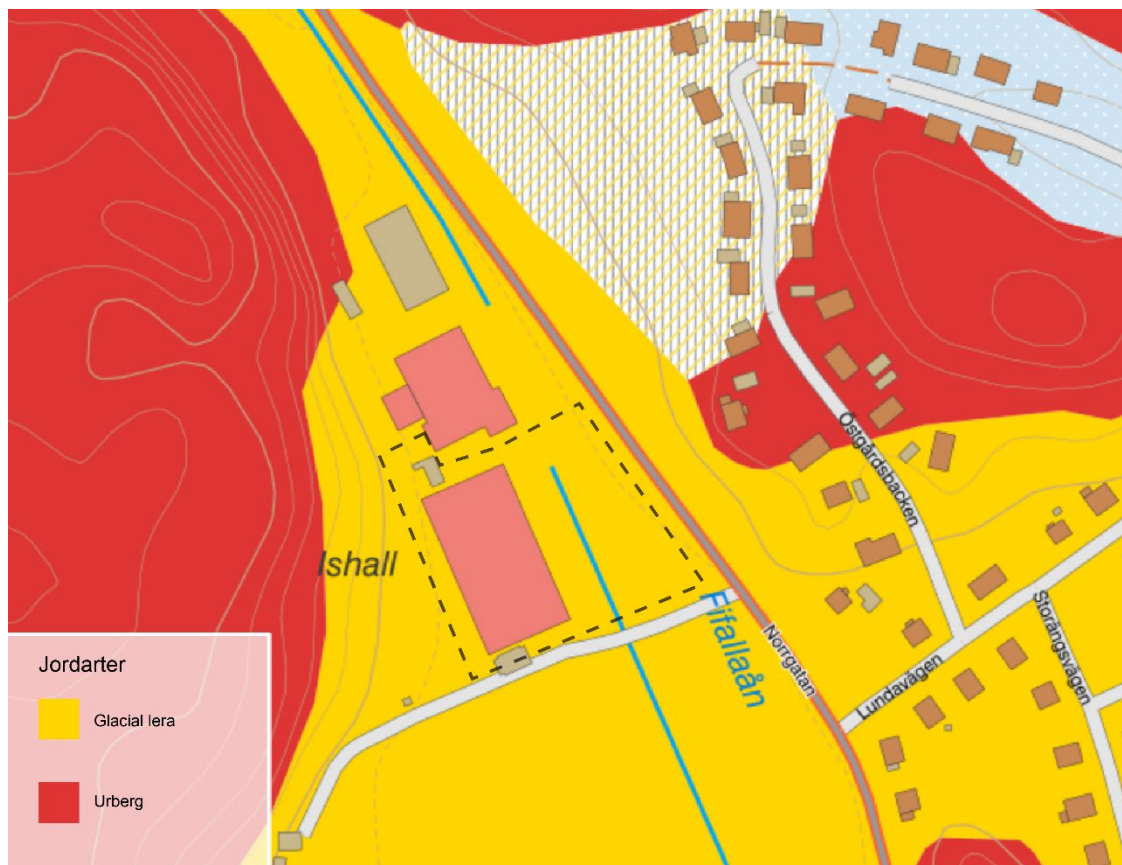 Östgårdsbacken
Ishall
Fifallaån
Norrgatan
Lundavägen
Storängsvägen
Jordarter
Glacial lera
Urberg